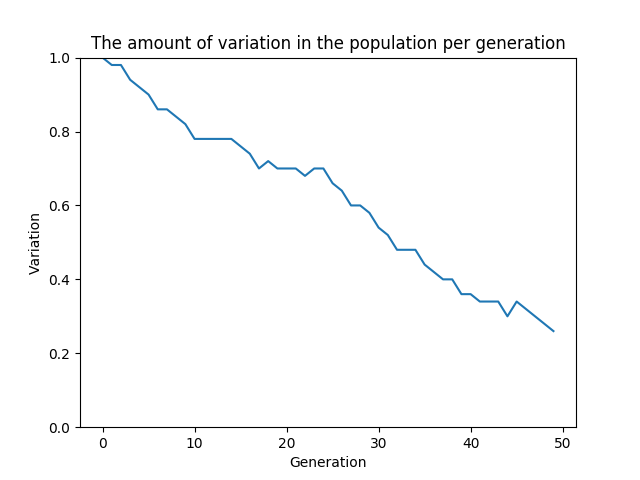 The amount of variation in the population per generation
1.0
0.8
0.6
0.4
0.2
0.0
Variation
0 10 20 30 40 50
Generation